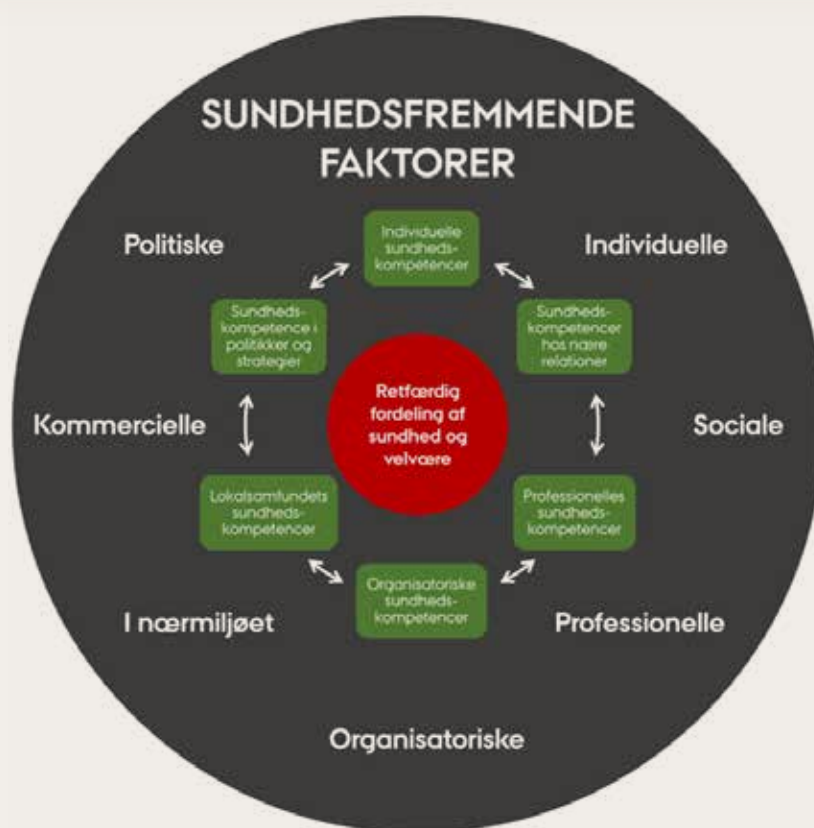 SUNDHEDSFREMMENDE
FAKTORER
Politiske
Individuelle
sundheds-
kompetencer
Individuelle
Sundheds-
kompetence i
politikker og
strategier
Sundheds-
kompetencer
hos nære
relationer
Retfærdig
fordeling af
sundhed og
velvære
Kommercielle
Sociale
Lokalsamfundets
sundheds-
kompetencer
Professionelles
sundheds-
kompetencer
Organisatoriske
sundheds-
kompetencer
I nærmiljøet
Professionelle
Organisatoriske